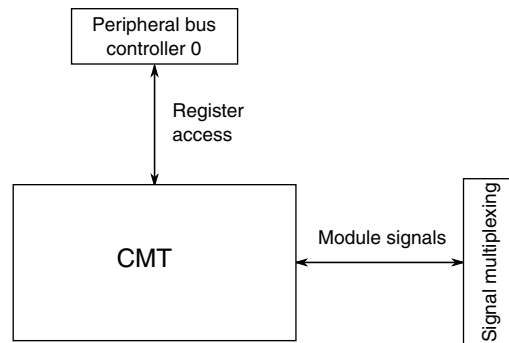 Peripheral bus
controller 0
Register
access
CMT
Module signals
Signal multiplexing